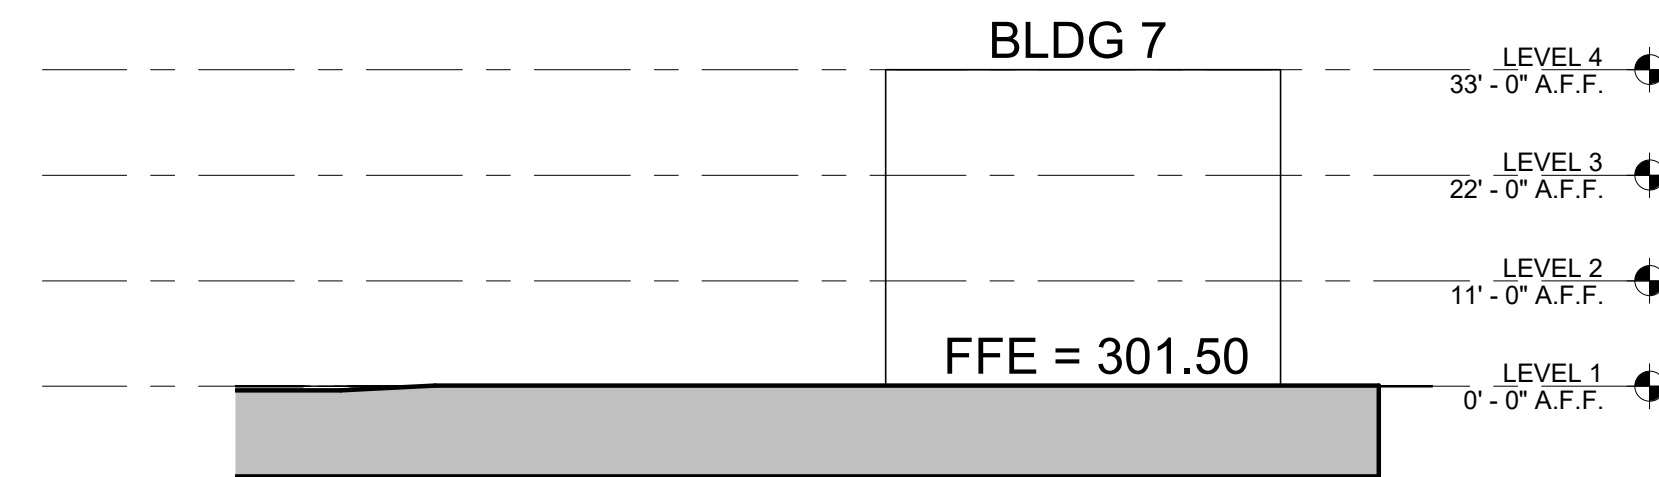 BLDG 7
LEVEL 4
33' - 0" A.F.F.
LEVEL 3
22' - 0" A.F.F.
LEVEL 2
11' - 0" A.F.F.
FFE = 301.50
LEVEL 1
0' - 0" A.F.F.